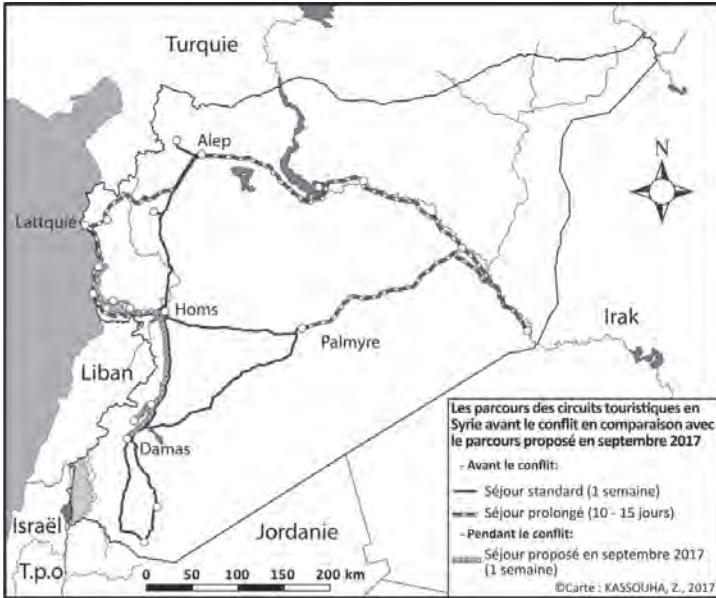 Turquie
Alep
N
Lattquié
Homs
Irak
Palmyre
Liban
Damas
Israël
Jordanie
T.p.o
0 50 100 150 200 km
Les parcours des circuits touristiques en
Syrie avant le conflit en comparaison avec
le parcours proposé en septembre 2017
- Avant le conflit:
Séjour standard (1 semaine)
Séjour prolongé (10 - 15 jours)
- Pendant le conflit:
Séjour proposé en septembre 2017
(1 semaine)
©Carte : KASSOUHA, Z., 2017